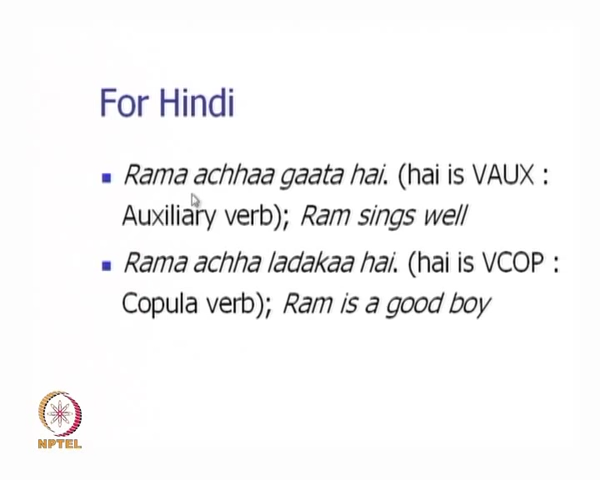 For Hindi
Rama achhaa gaata hai. (hai is VAUX :
Auxiliary verb); Ram sings well
Rama achha ladakaa hai. (hai is VCOP :
Copula verb); Ram is a good boy
NPTEL